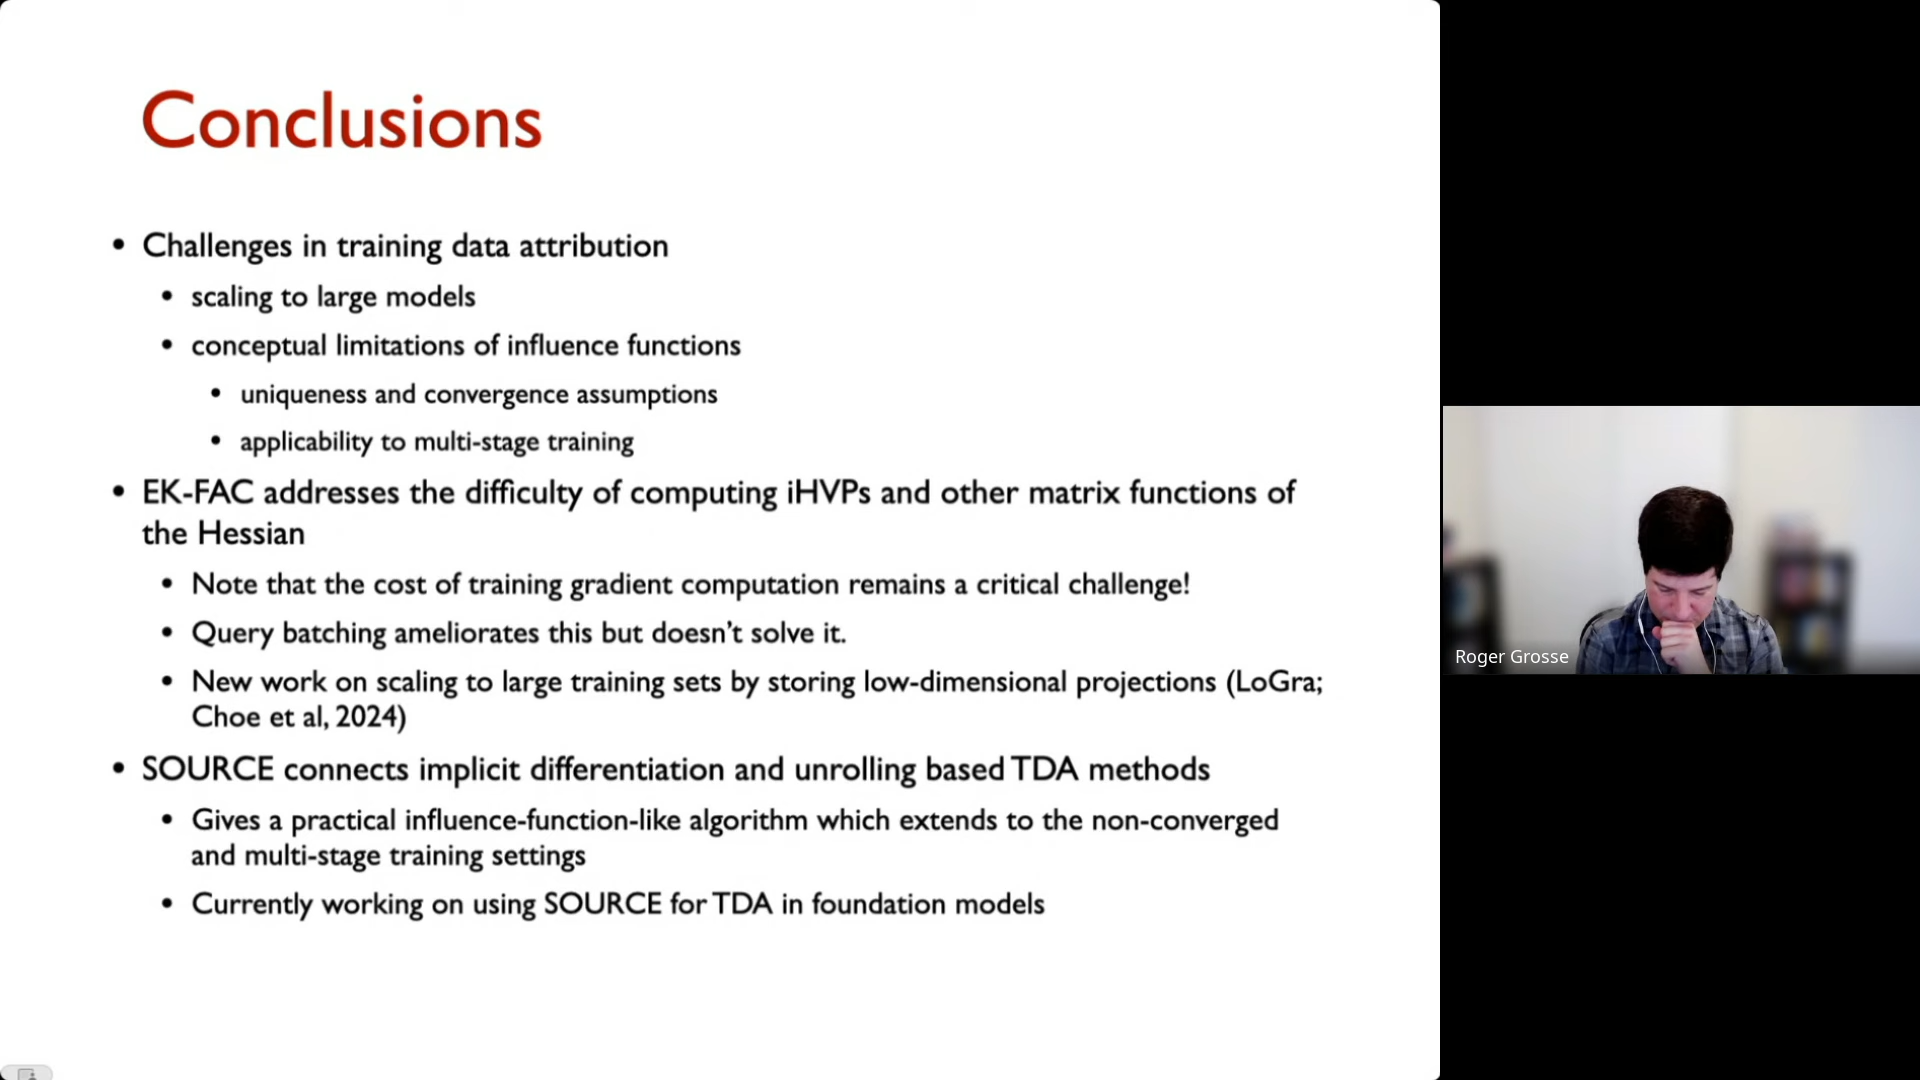 Conclusions
• Challenges in training data attribution
• scaling to large models
• conceptual limitations of influence functions
• uniqueness and convergence assumptions
• applicability to multi-stage training
• EK-FAC addresses the difficulty of computing iHVPs and other matrix functions of
the Hessian
• Note that the cost of training gradient computation remains a critical challenge!
• Query batching ameliorates this but doesn’t solve it.
• New work on scaling to large training sets by storing low-dimensional projections (LoGra;
Choe et al, 2024)
• SOURCE connects implicit differentiation and unrolling based TDA methods
• Gives a practical influence-function-like algorithm which extends to the non-converged
and multi-stage training settings
• Currently working on using SOURCE for TDA in foundation models
Roger Grosse